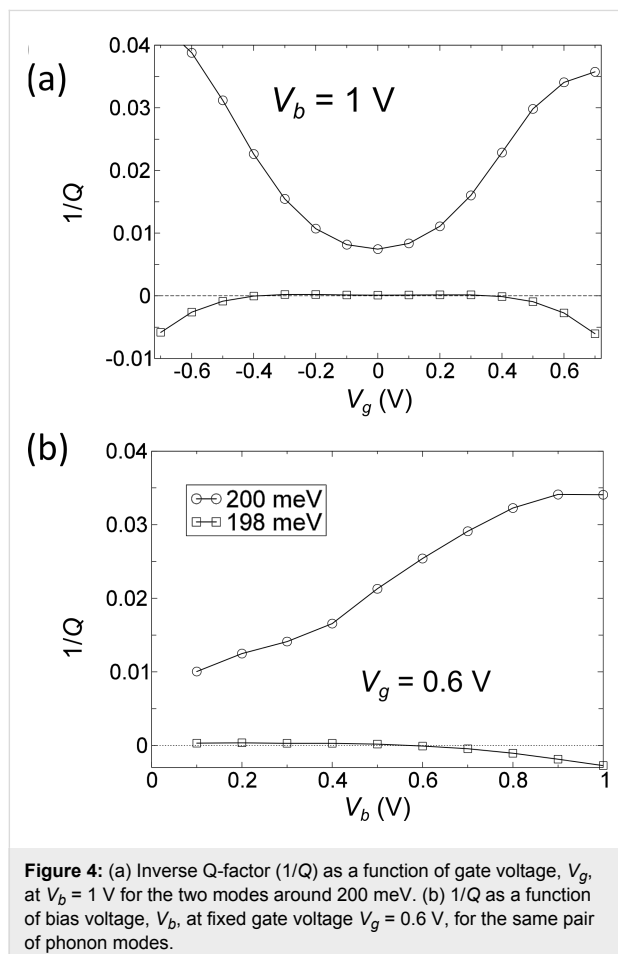 (a)
V_b = 1 V
0.04
0.03
0.02
0.01
0
-0.01
1/Q
-0.6 -0.4 -0.2 0 0.2 0.4 0.6
V_g (V)
(b)
0.04
0.03
0.02
0.01
0
1/Q
200 meV
198 meV
V_g = 0.6 V
0 0.2 0.4 0.6 0.8 1
V_b (V)
Figure 4: (a) Inverse Q-factor (1/Q) as a function of gate voltage, V_g,
at V_b = 1 V for the two modes around 200 meV. (b) 1/Q as a function
of bias voltage, V_b, at fixed gate voltage V_g = 0.6 V, for the same pair
of phonon modes.